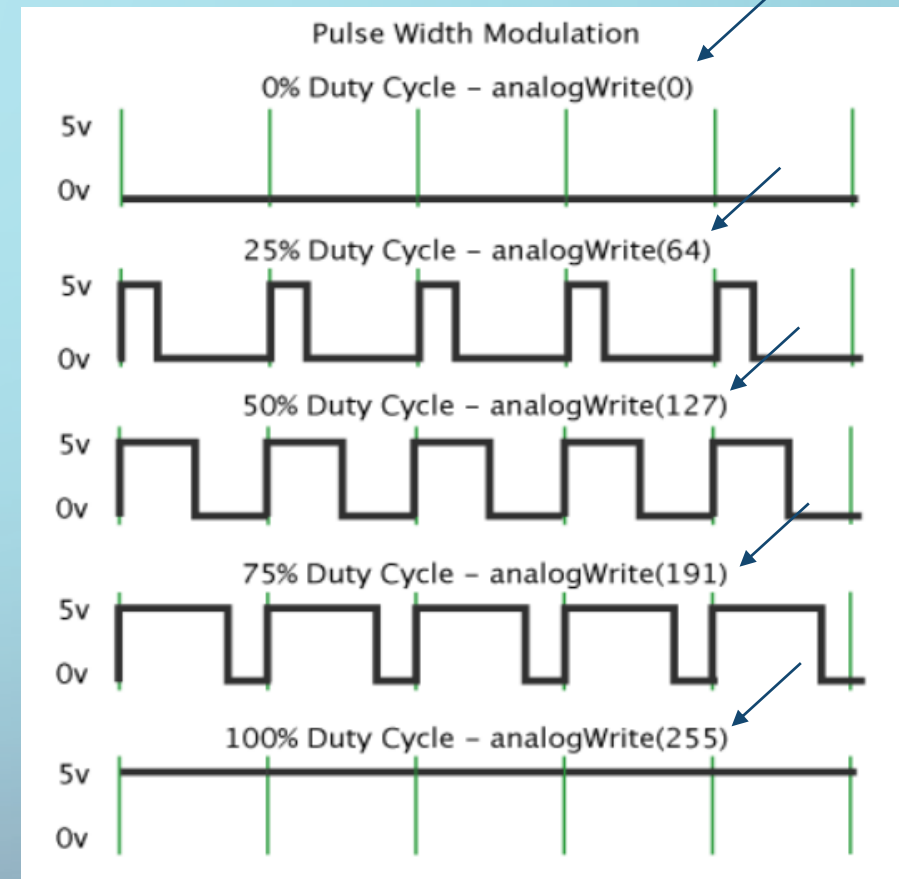 Pulse Width Modulation
0% Duty Cycle – analogWrite(0)
5v
0v
25% Duty Cycle – analogWrite(64)
5v
0v
50% Duty Cycle – analogWrite(127)
5v
0v
75% Duty Cycle – analogWrite(191)
5v
0v
100% Duty Cycle – analogWrite(255)
5v
0v